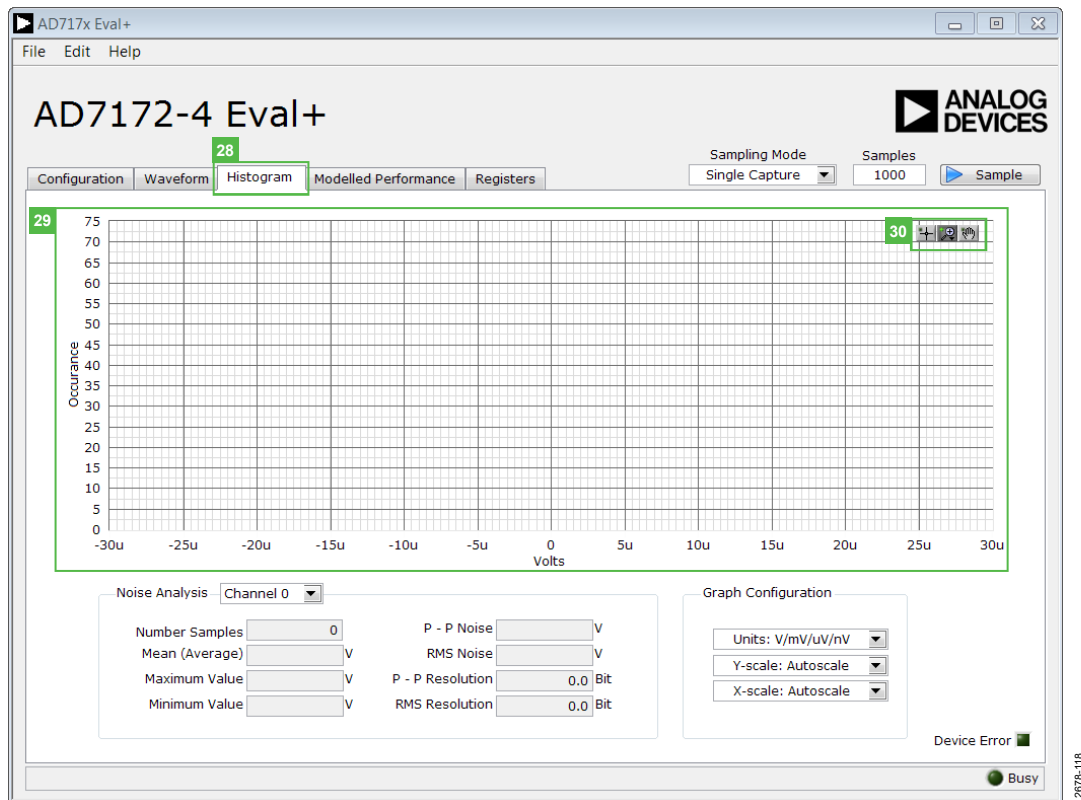 AD717x Eval+
File Edit Help
AD7172-4 Eval+
ANALOG
DEVICES
28
Sampling Mode
Samples
Configuration Waveform Histogram Modelled Performance Registers
Single Capture
1000
Sample
29
30
75
70
65
60
55
50
45
40
35
30
25
20
15
10
5
0
Occurance
-30u -25u -20u -15u -10u -5u 0 5u 10u 15u 20u 25u 30u
Volts
Noise Analysis Channel 0
Number Samples 0
Mean (Average) V
Maximum Value V
Minimum Value V
P - P Noise V
RMS Noise V
P - P Resolution 0.0 Bit
RMS Resolution 0.0 Bit
Graph Configuration
Units: V/mV/uV/nV
Y-scale: Autoscale
X-scale: Autoscale
Device Error
Busy
2678-118